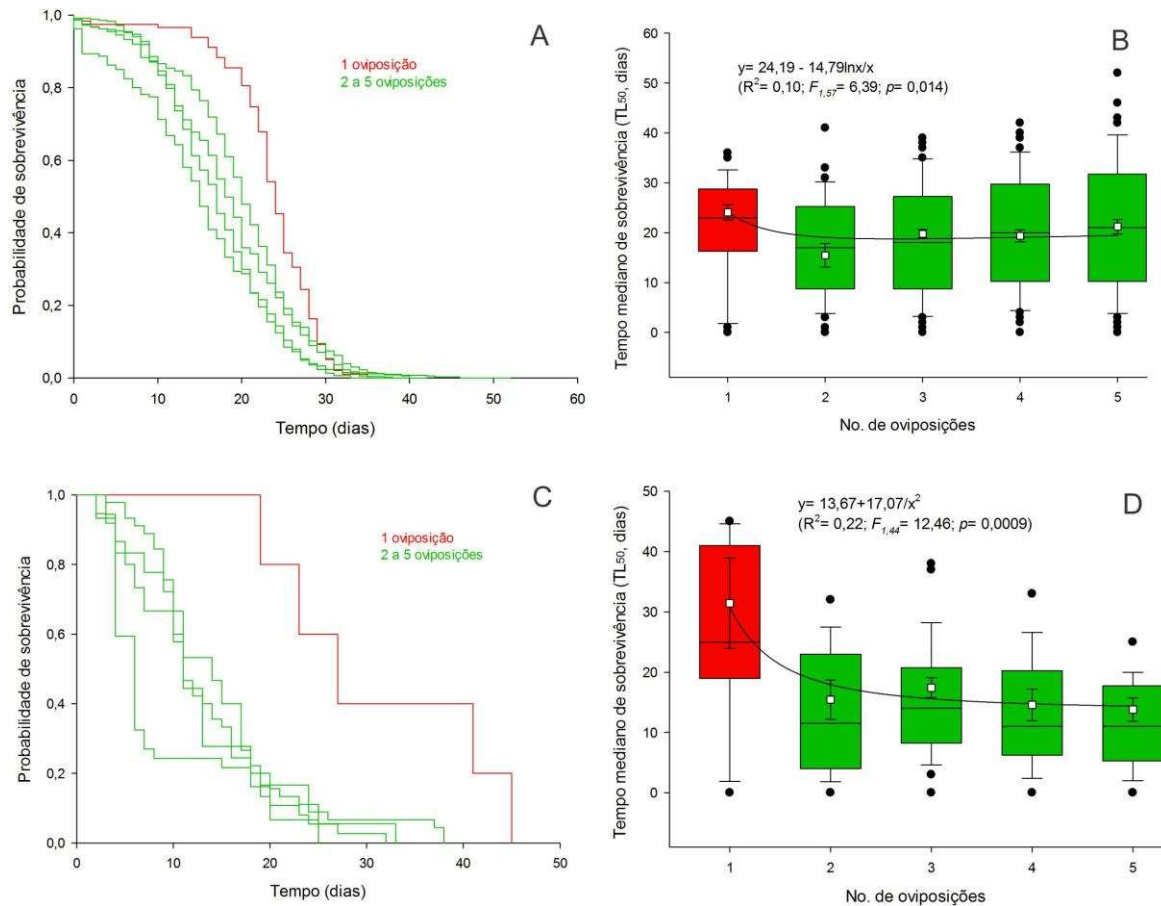 A
1 oviposição
2 a 5 oviposições
Probabilidade de sobrevivência
1,0
0,8
0,6
0,4
0,2
0,0
0 10 20 30 40 50 60
Tempo (dias)
B
y= 24,19 - 14,79lnx/x
(R²= 0,10; F1,57= 6,39; p= 0,014)
Tempo mediano de sobrevivência (TL50, dias)
60
50
40
30
20
10
0
1 2 3 4 5
No. de oviposições
C
1 oviposição
2 a 5 oviposições
Probabilidade de sobrevivência
1,0
0,8
0,6
0,4
0,2
0,0
0 10 20 30 40 50
Tempo (dias)
D
y= 13,67+17,07/x²
(R²= 0,22; F1,44= 12,46; p= 0,0009)
Tempo mediano de sobrevivência (TL50, dias)
50
40
30
20
10
0
1 2 3 4 5
No. de oviposições